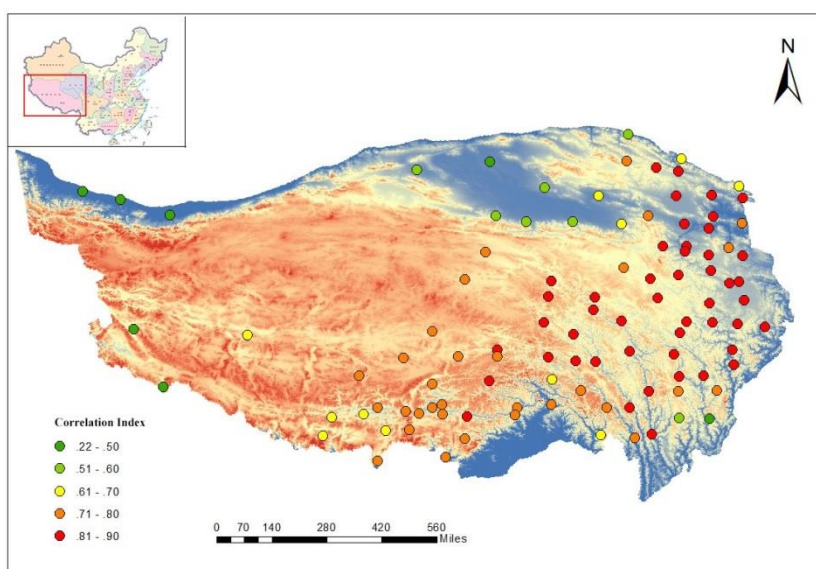 N
Correlation Index
.22 - .50
.51 - .60
.61 - .70
.71 - .80
.81 - .90
0 70 140 280 420 560
Miles